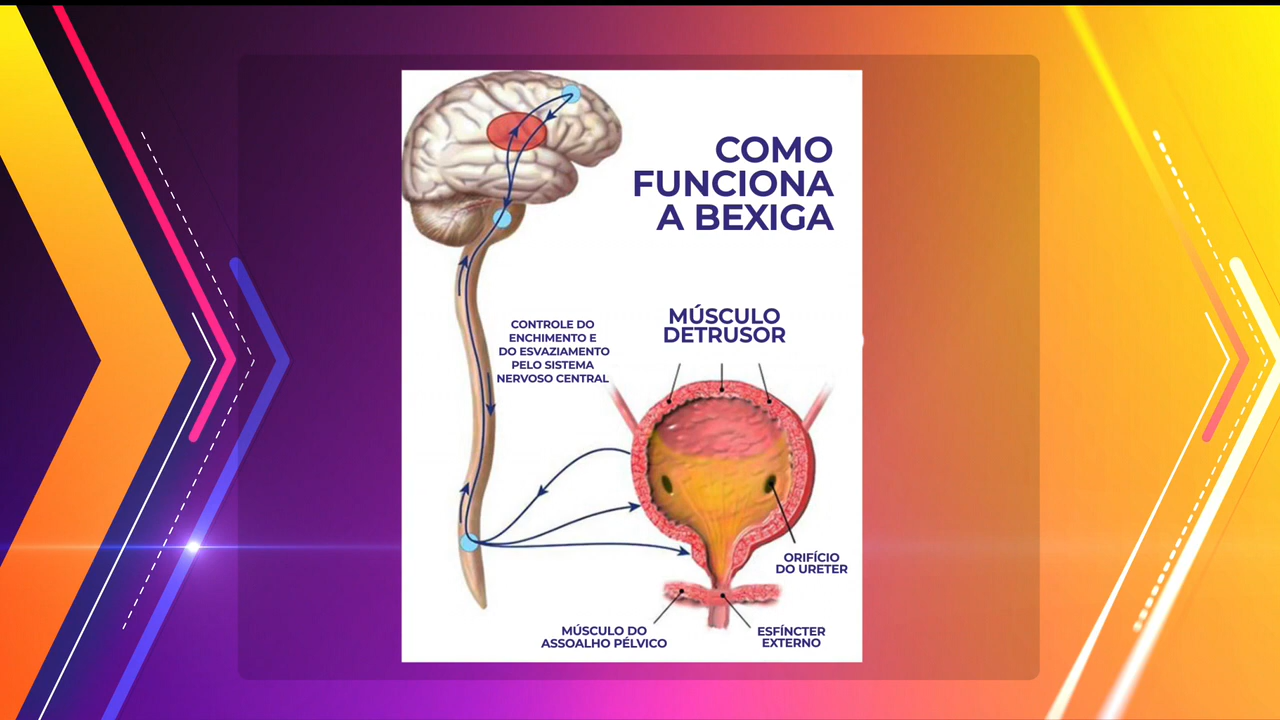 COMO
FUNCIONA
A BEXIGA
MÚSCULO
DETRUSOR
CONTROLE DO
ENCHIMENTO E
DO ESVAZIAMENTO
PELO SISTEMA
NERVOSO CENTRAL
ORIFÍCIO
DO URETER
MÚSCULO DO
ASSOALHO PÉLVICO
ESFÍNCTER
EXTERNO